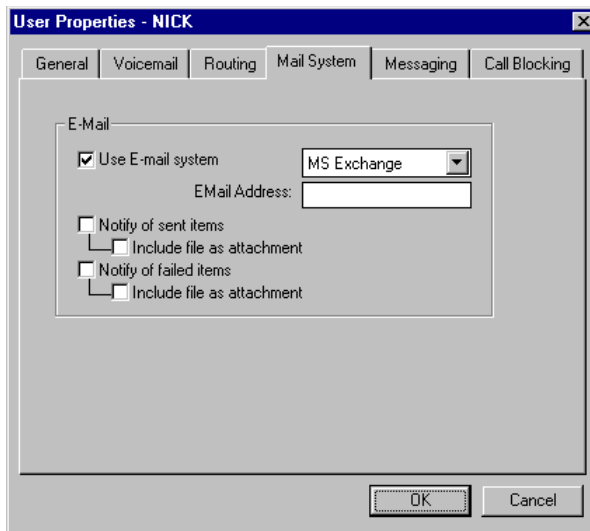 User Properties - NICK
General Voicemail Routing Mail System Messaging Call Blocking
E-Mail
Use E-mail system MS Exchange
EMail Address:
Notify of sent items
Include file as attachment
Notify of failed items
Include file as attachment
OK Cancel